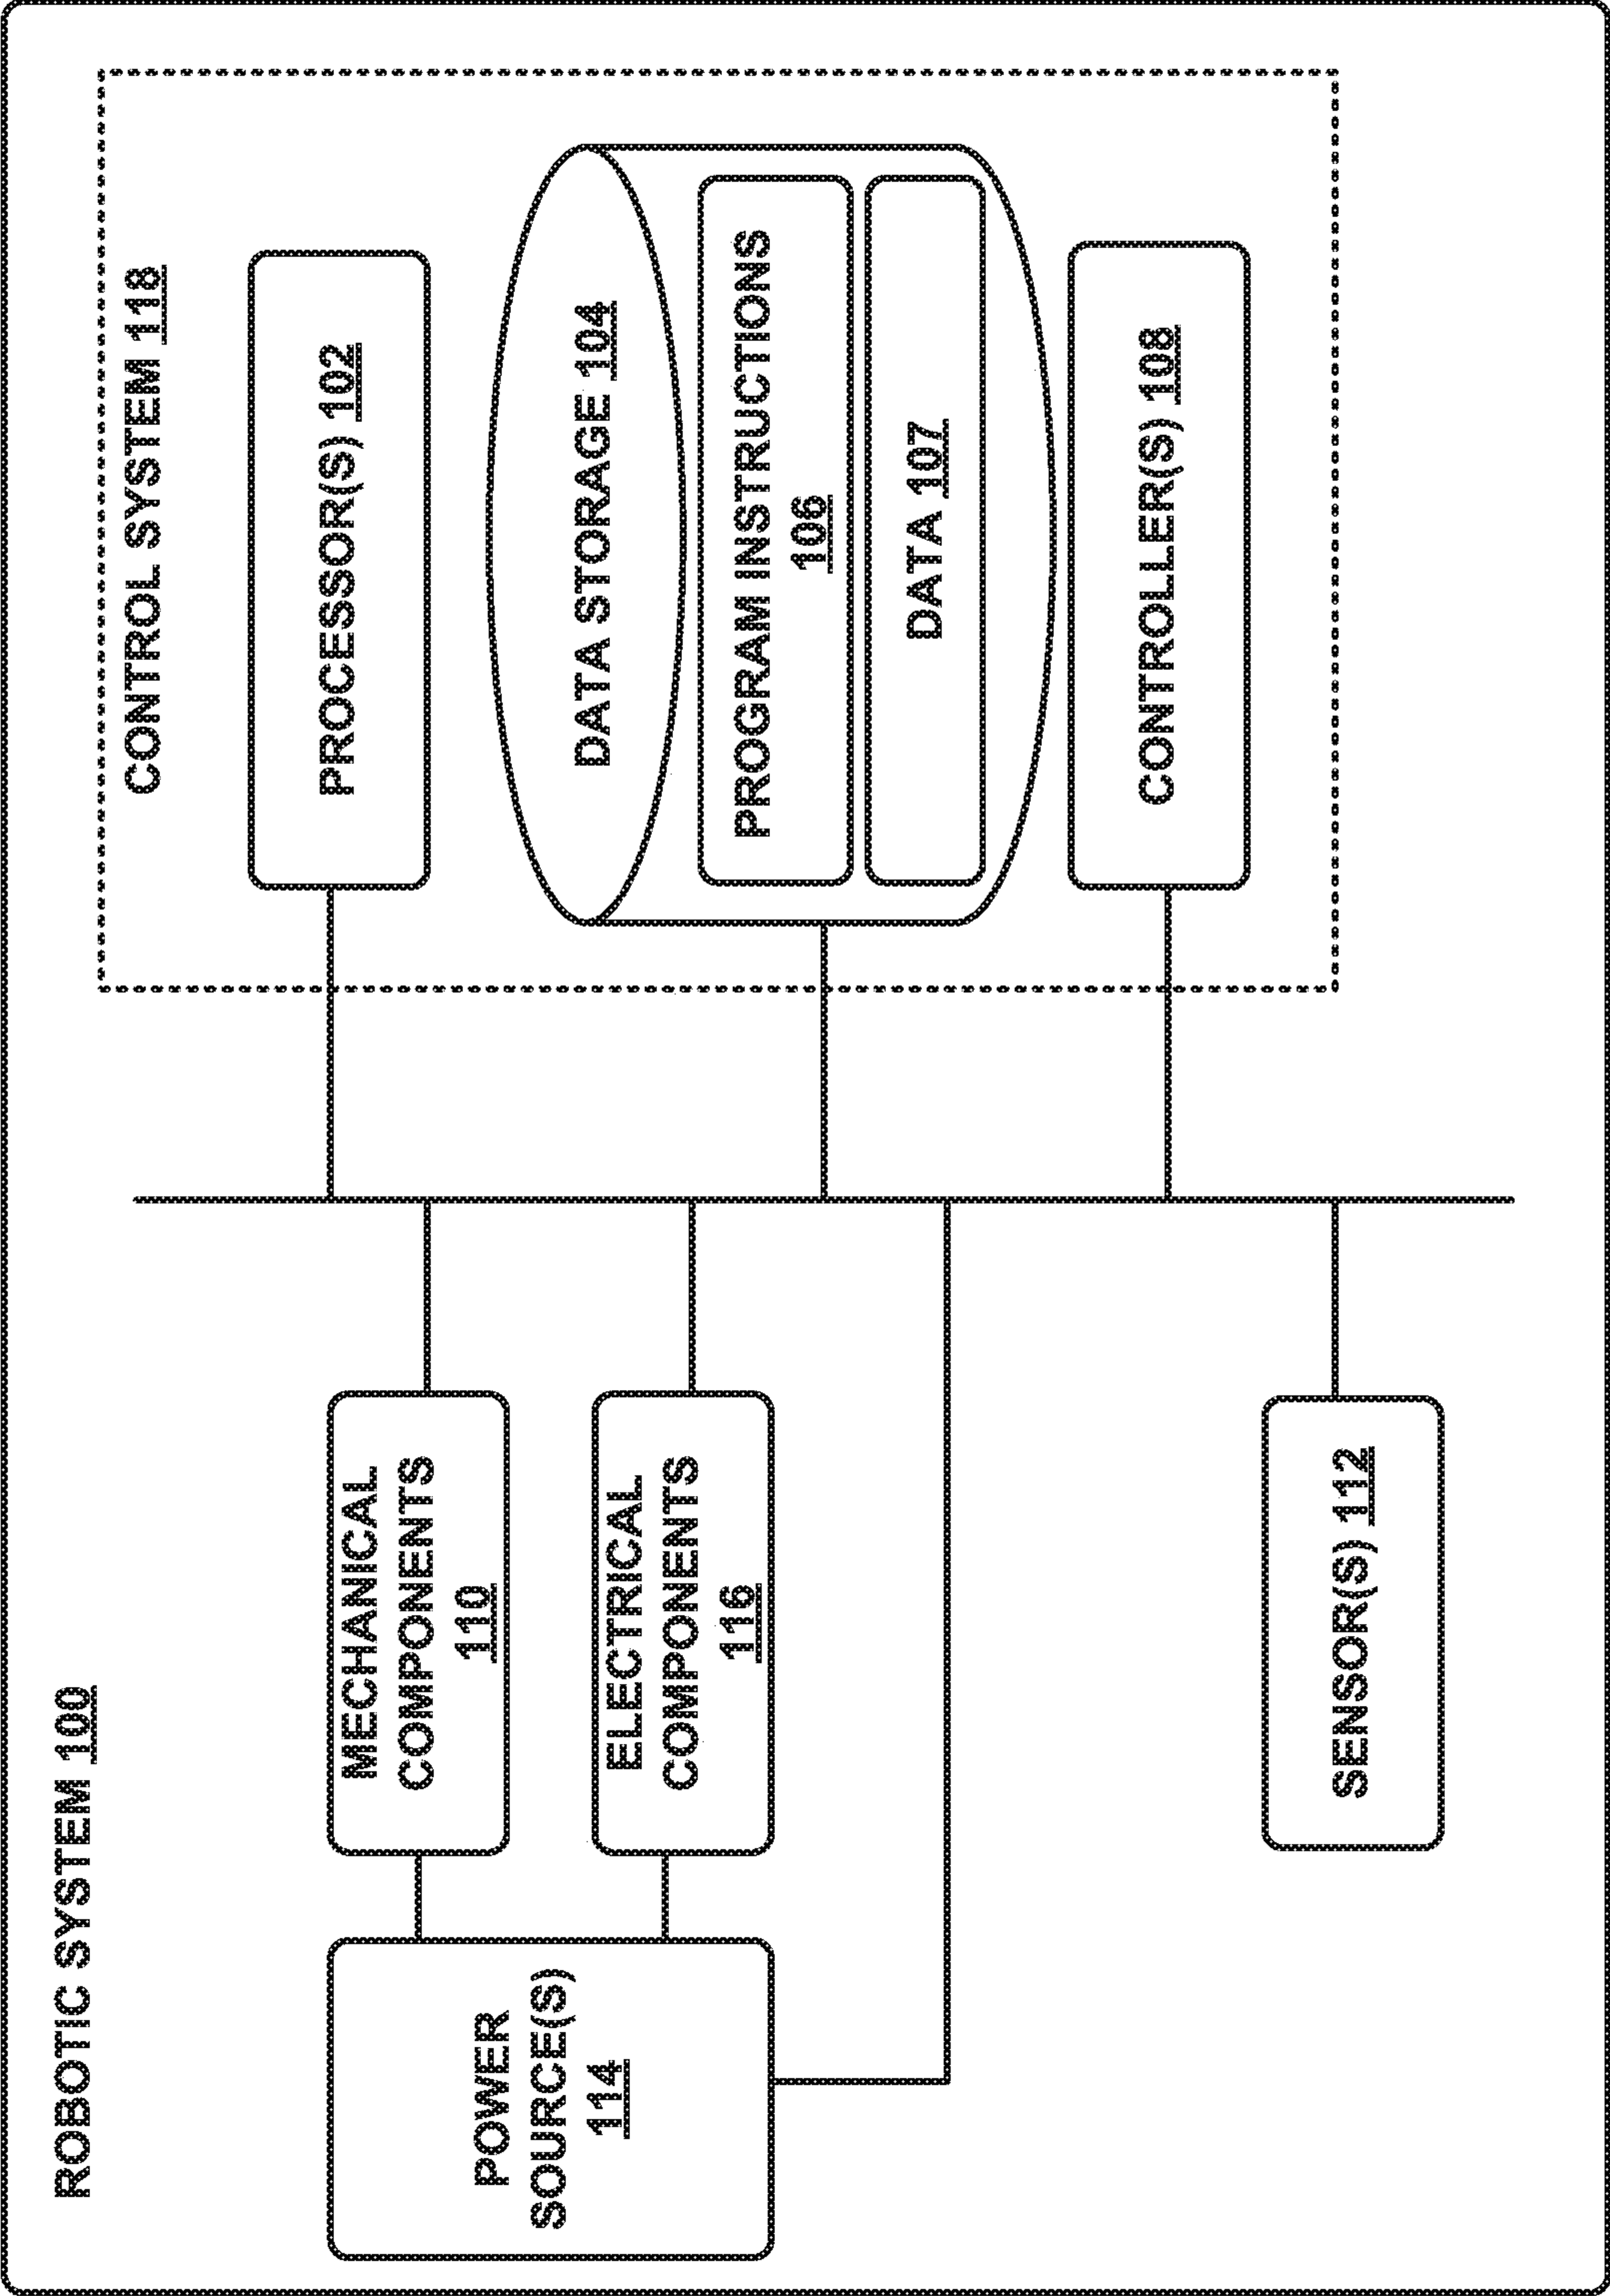 ROBOTIC SYSTEM 100
POWER
SOURCE(S)
114
MECHANICAL
COMPONENTS
110
ELECTRICAL
COMPONENTS
116
SENSOR(S) 112
CONTROL SYSTEM 118
PROCESSOR(S) 102
DATA STORAGE 104
PROGRAM INSTRUCTIONS
106
DATA 107
CONTROLLER(S) 108